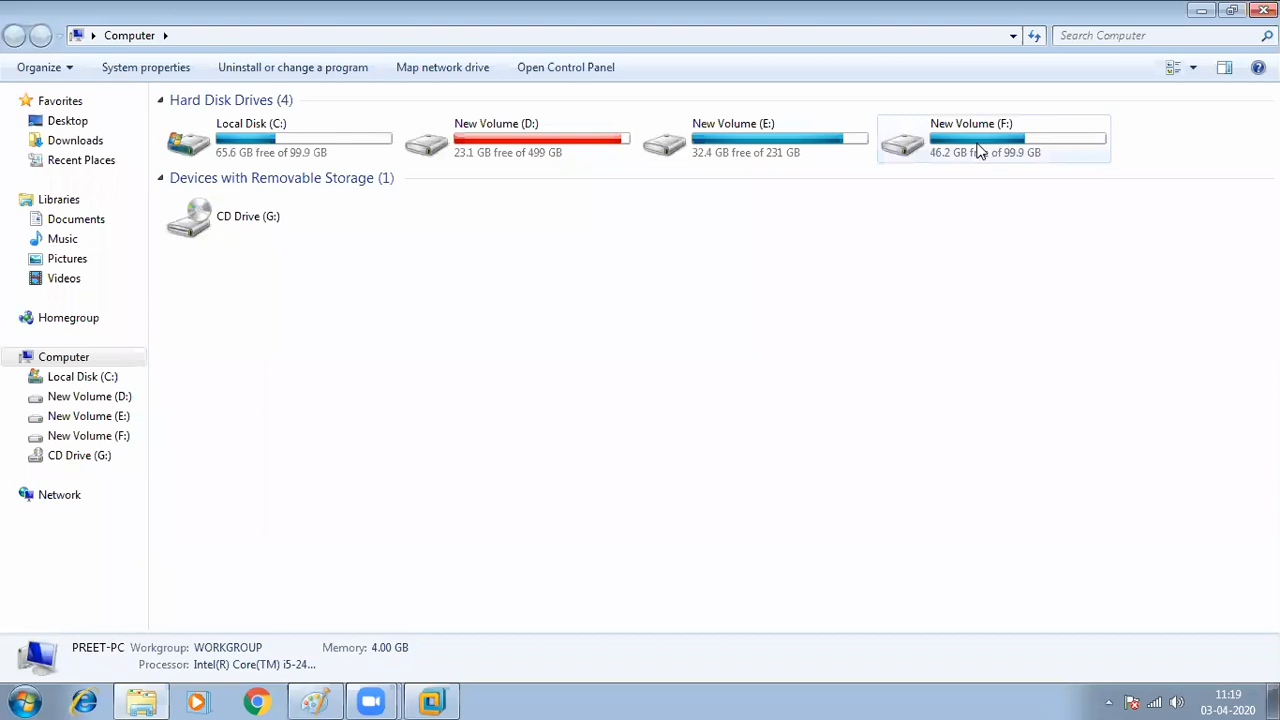 Computer
Search Computer
Organize
System properties
Uninstall or change a program
Map network drive
Open Control Panel
Favorites
Desktop
Downloads
Recent Places
Libraries
Documents
Music
Pictures
Videos
Homegroup
Computer
Local Disk (C:)
New Volume (D:)
New Volume (E:)
New Volume (F:)
CD Drive (G:)
Network
Hard Disk Drives (4)
Local Disk (C:)
65.6 GB free of 99.9 GB
New Volume (D:)
23.1 GB free of 499 GB
New Volume (E:)
32.4 GB free of 231 GB
New Volume (F:)
46.2 GB free of 99.9 GB
Devices with Removable Storage (1)
CD Drive (G:)
PREET-PC
Workgroup: WORKGROUP
Memory: 4.00 GB
Processor: Intel(R) Core(TM) i5-24...
11:19
03-04-2020